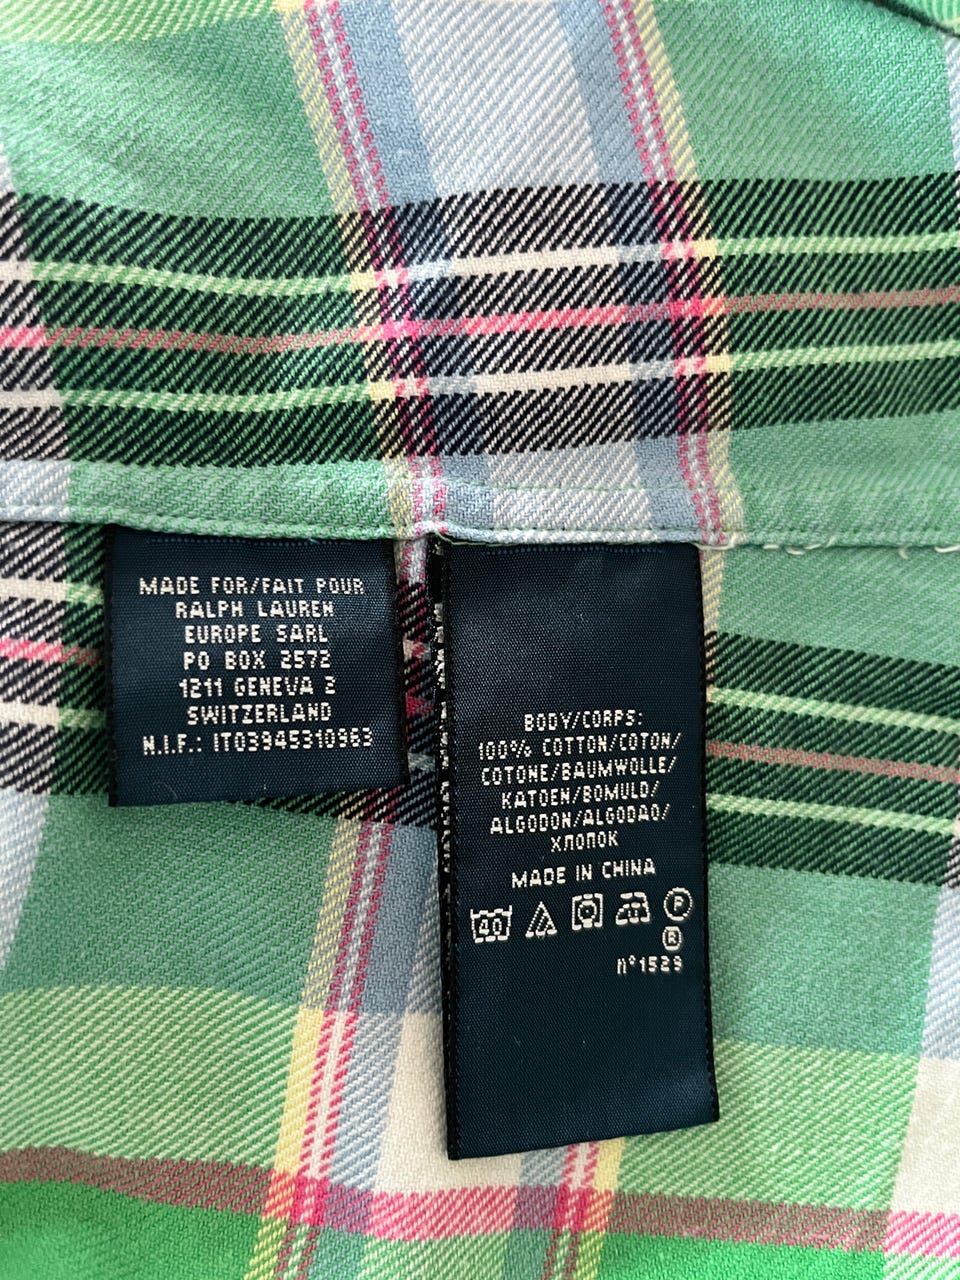 MADE FOR/FAIT POUR
RALPH LAUREN
EUROPE SARL
PO BOX 2572
1211 GENEVA 2
SWITZERLAND
N.I.F.: IT03945310963
BODY/CORPS:
100% COTTON/COTON/
COTONE/BAUMWOLLE/
KATOEN/BOMULD/
ALGODON/ALGODAO/
ХЛОПОК
MADE IN CHINA
40 P
R
n°1529